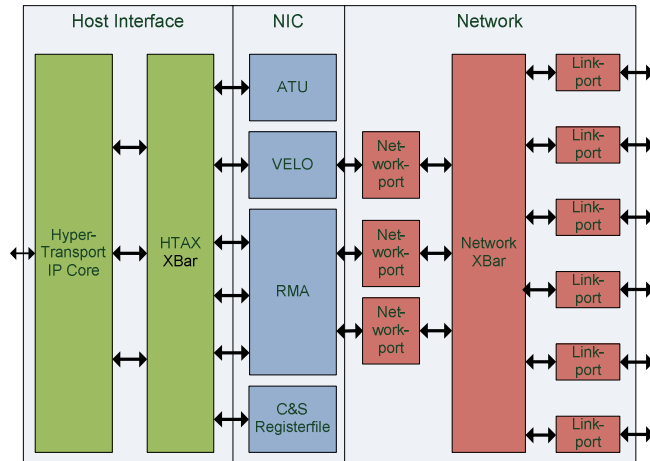 Host Interface
NIC
Network
Hyper-
Transport
IP Core
HTAX
XBar
ATU
VELO
RMA
C&S
Registerfile
Net-
work-
port
Net-
work-
port
Net-
work-
port
Network
XBar
Link-
port
Link-
port
Link-
port
Link-
port
Link-
port
Link-
port